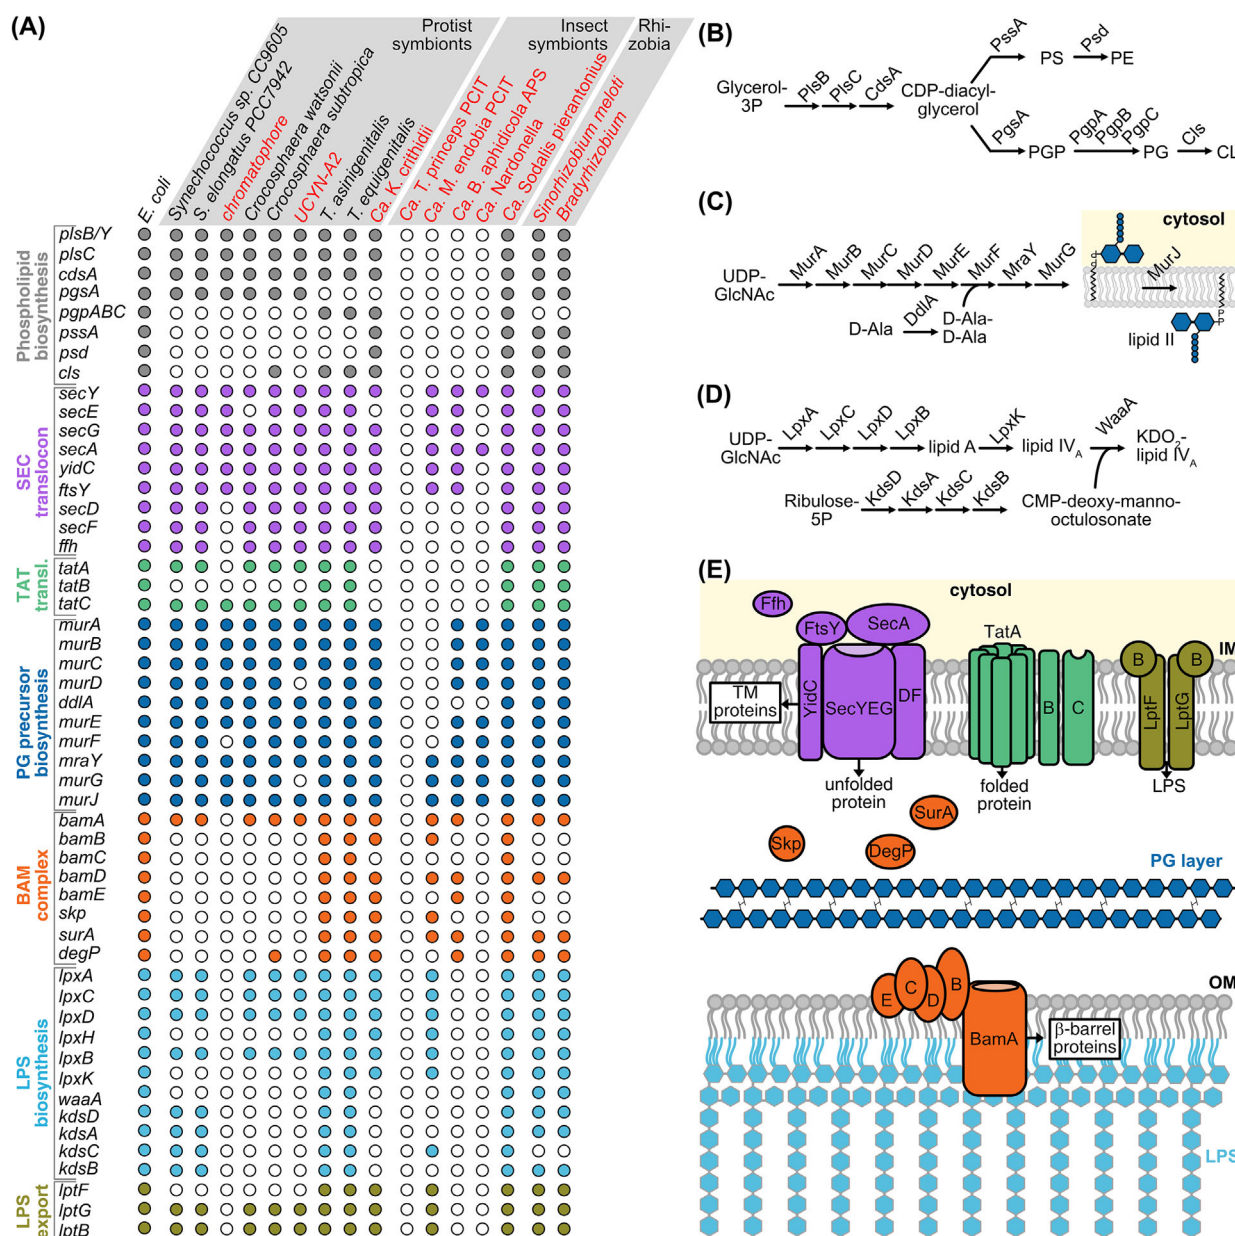 (A)
Protist
symbionts
Insect
symbionts
Rhi-
zobia
E. coli
Synechococcus sp. CC9605
S. elongatus PCC7942
chromatophore
Crocosphaera watsonii
Crocosphaera subtropica
UCYN-A2
T. asinigenitalis
T. equigenitalis
Ca. K. crithidii
Ca. T. princeps PCIT
Ca. M. endobia PCIT
Ca. B. aphidicola APS
Ca. Nardonella
Ca. Sodalis pierantonius
Sinorhizobium meloti
Bradyrhizobium
Phospholipid
biosynthesis
plsB/Y
plsC
cdsA
pgsA
pgpABC
pssA
psd
cls
SEC
translocon
secY
secE
secG
secA
yidC
ftsY
secD
secF
ffh
TAT
transl.
tatA
tatB
tatC
PG precursor
biosynthesis
murA
murB
murC
murD
ddlA
murE
murF
mraY
murG
murJ
BAM
complex
bamA
bamB
bamC
bamD
bamE
skp
surA
degP
LPS
biosynthesis
lpxA
lpxC
lpxD
lpxH
lpxB
lpxK
waaA
kdsD
kdsA
kdsC
kdsB
LPS
export
lptF
lptG
lptB
(B)
Glycerol-
3P
PlsB
PlsC
CdsA
CDP-diacyl-
glycerol
PssA
PS
Psd
PE
PgsA
PGP
PgpA
PgpB
PgpC
PG
Cls
CL
(C)
UDP-
GlcNAc
MurA
MurB
MurC
MurD
MurE
MurF
MraY
MurG
D-Ala
DdlA
D-Ala-
D-Ala
cytosol
MurJ
P
P
P
P
lipid II
(D)
UDP-
GlcNAc
LpxA
LpxC
LpxD
LpxB
lipid A
LpxK
lipid IVA
WaaA
KDO2-
lipid IVA
Ribulose-
5P
KdsD
KdsA
KdsC
KdsB
CMP-deoxy-manno-
octulosonate
(E)
cytosol
Ffh
FtsY
SecA
TatA
B
B
IM
TM
proteins
YidC
SecYEG
DF
B
C
LptF
LptG
unfolded
protein
folded
protein
LPS
SurA
Skp
DegP
PG layer
E
C
D
B
OM
BamA
β-barrel
proteins
LPS